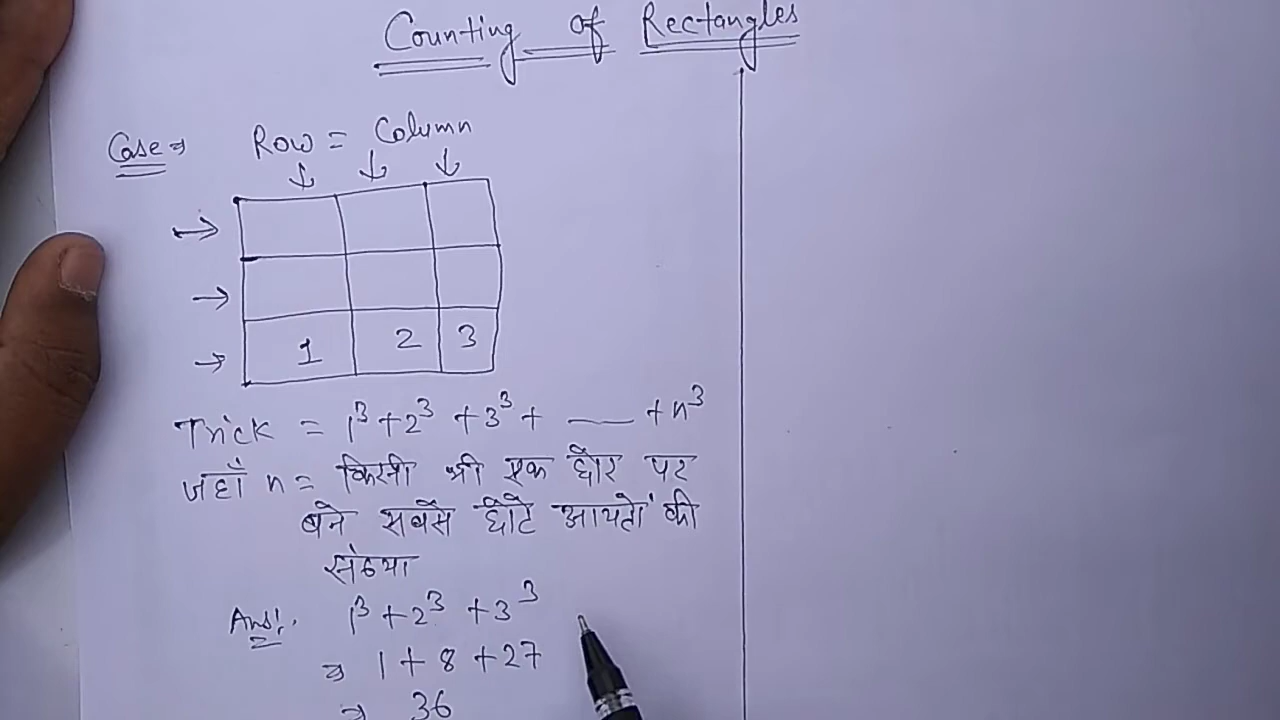 Counting of Rectangles
Case ⇒ Row = Column
1 2 3
Trick = 1³ + 2³ + 3³ + —— + n³
जहाँ n = किसी भी एक छोर पर
बने सबसे छोटे आयतों की
संख्या
Ans:. 1³ + 2³ + 3³
⇒ 1 + 8 + 27
⇒ 36